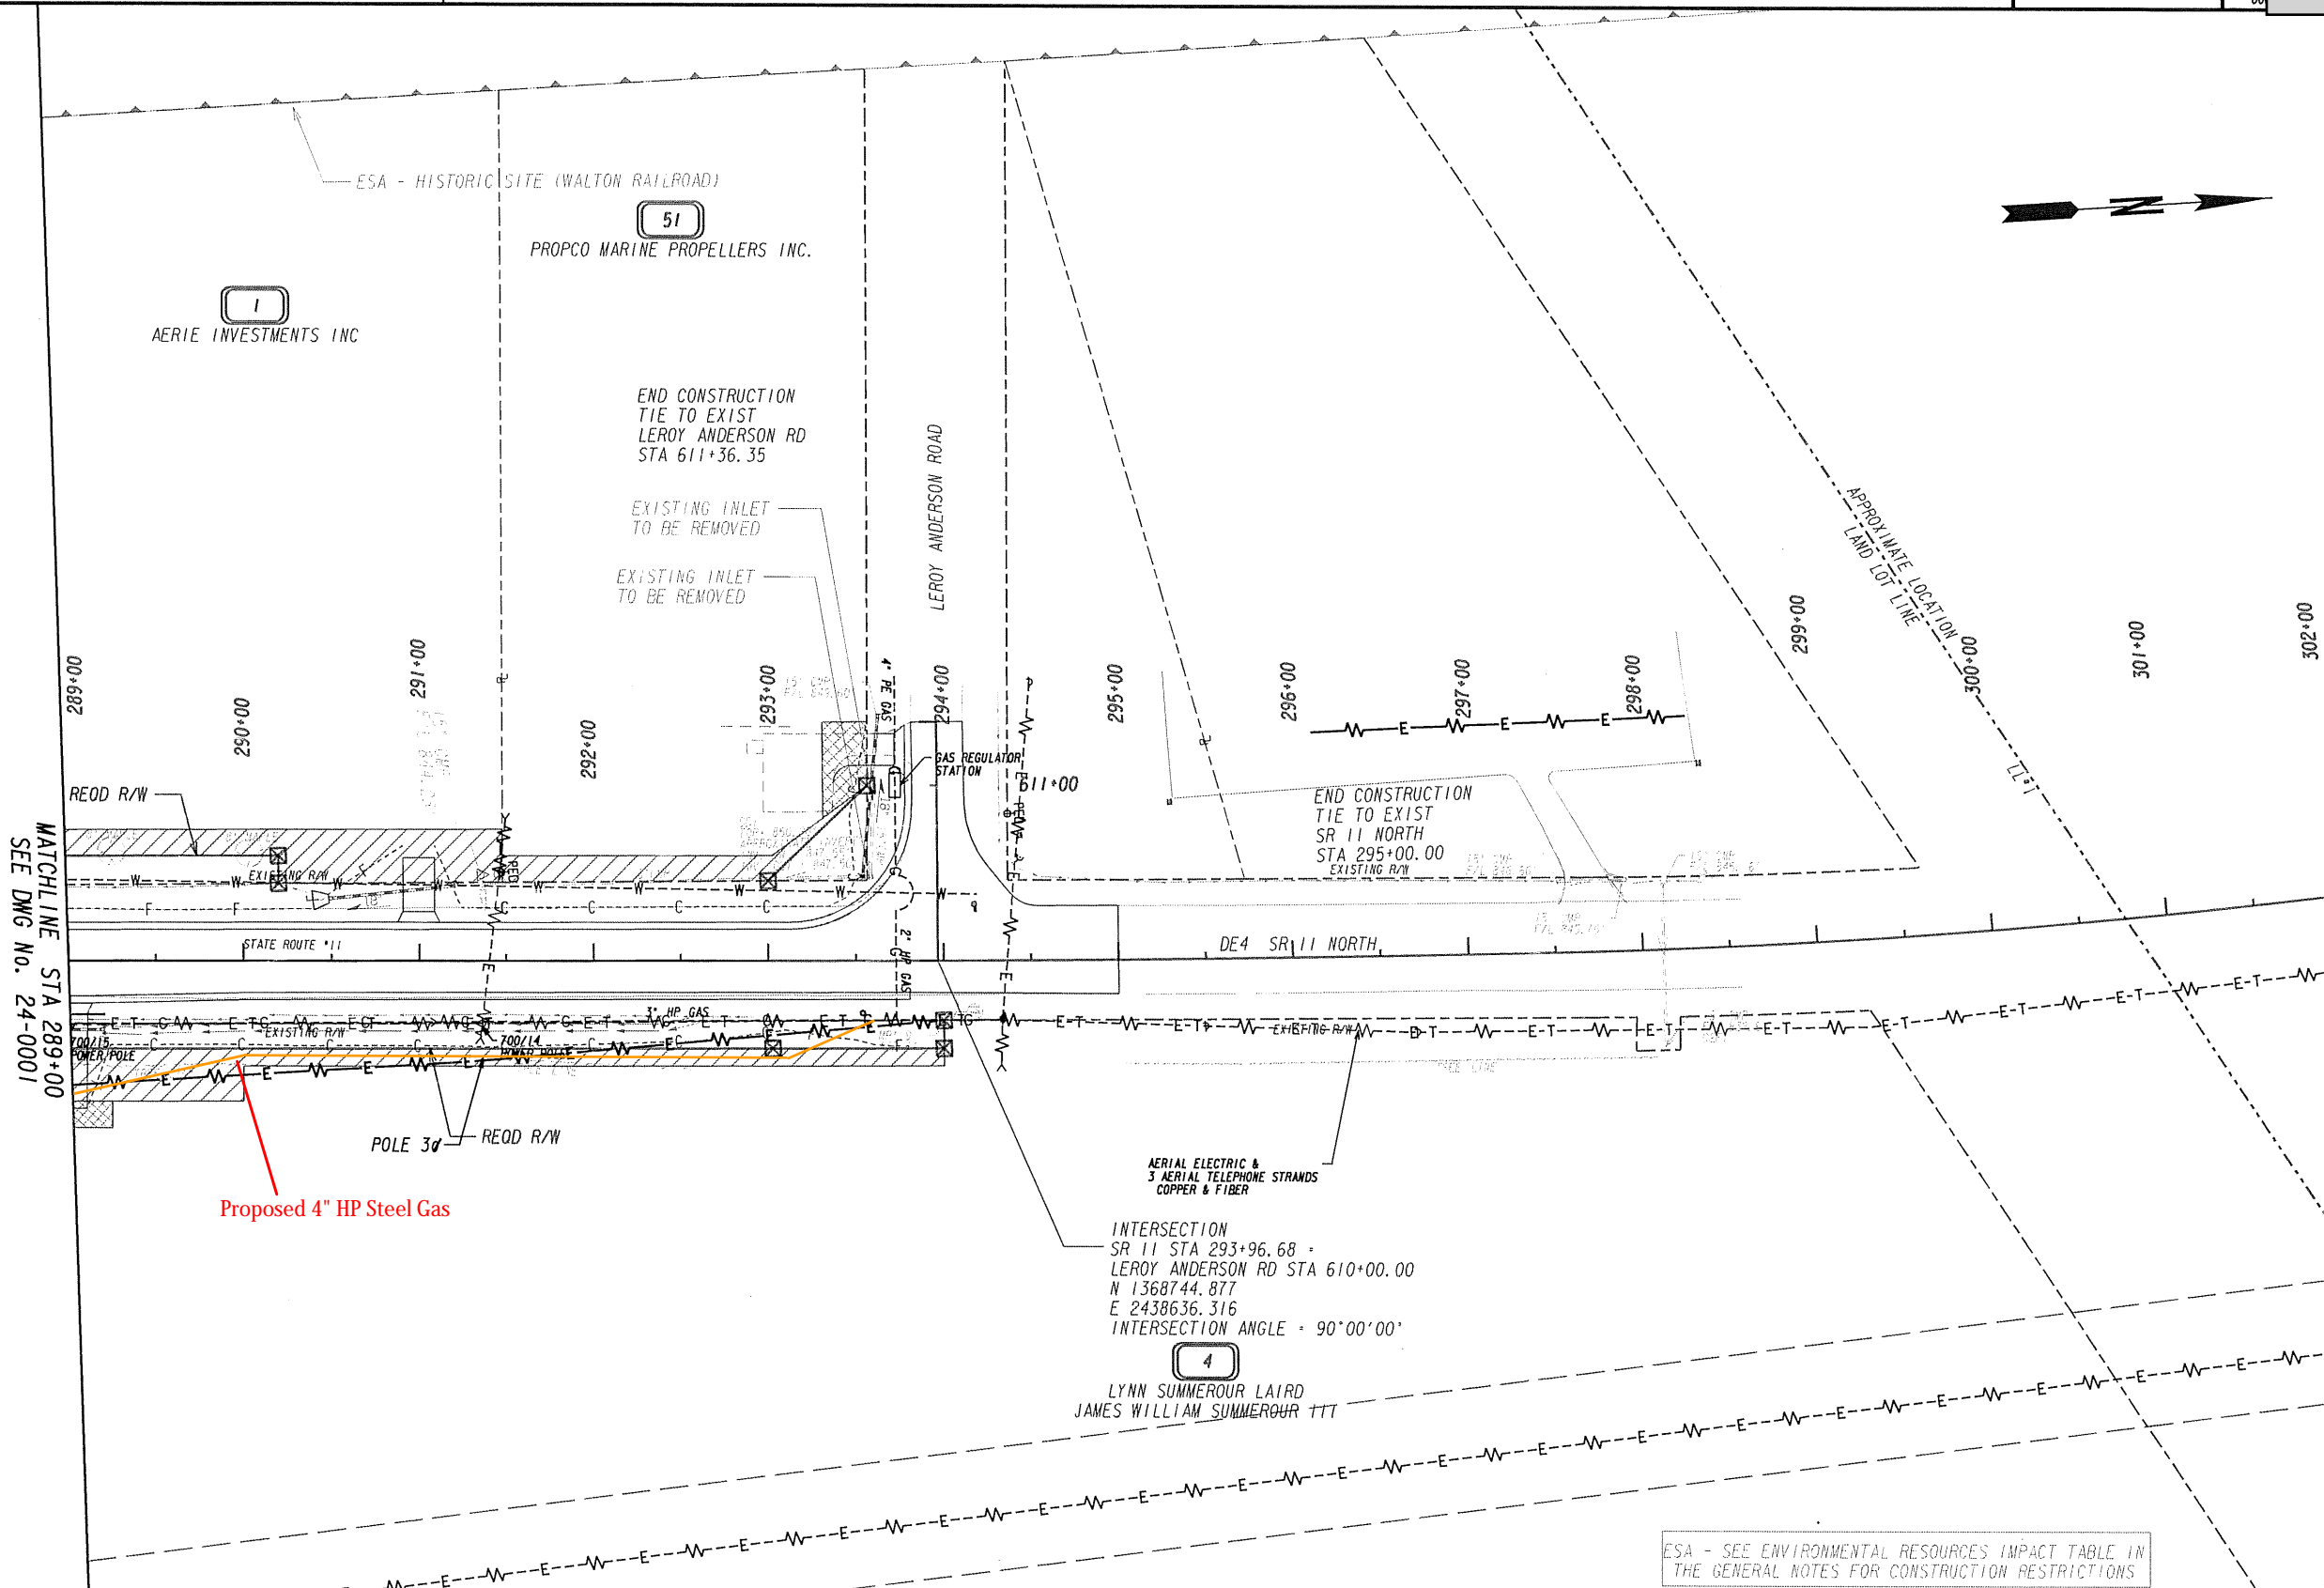 ESA - HISTORIC SITE (WALTON RAILROAD)
51
PROPCO MARINE PROPELLERS INC.
N
1
AERIE INVESTMENTS INC
END CONSTRUCTION
TIE TO EXIST
LEROY ANDERSON RD
STA 611+36.35
LEROY ANDERSON ROAD
EXISTING INLET
TO BE REMOVED
EXISTING INLET
TO BE REMOVED
APPROXIMATE LOCATION
LAND LOT LINE
289+00
290+00
291+00
292+00
293+00
294+00
295+00
296+00
297+00
298+00
299+00
300+00
301+00
302+00
4" PE GAS
GAS REGULATOR
STATION
611+00
REQD R/W
END CONSTRUCTION
TIE TO EXIST
SR 11 NORTH
STA 295+00.00
EXISTING R/W
EXISTING R/W
MATCHLINE STA 289+00
SEE DWG No. 24-0001
STATE ROUTE #11
2" HP GAS
DE4 SR 11 NORTH
3" HP GAS
EXISTING R/W
EXISTING R/W
700/15
POWER POLE
700/14
POWER POLE
POLE 3
REQD R/W
Proposed 4" HP Steel Gas
AERIAL ELECTRIC &
3 AERIAL TELEPHONE STRANDS
COPPER & FIBER
INTERSECTION
SR 11 STA 293+96.68 =
LEROY ANDERSON RD STA 610+00.00
N 1368744.877
E 2438636.316
INTERSECTION ANGLE = 90°00'00"
4
LYNN SUMMEROUR LAIRD
JAMES WILLIAM SUMMEROUR III
ESA - SEE ENVIRONMENTAL RESOURCES IMPACT TABLE IN
THE GENERAL NOTES FOR CONSTRUCTION RESTRICTIONS